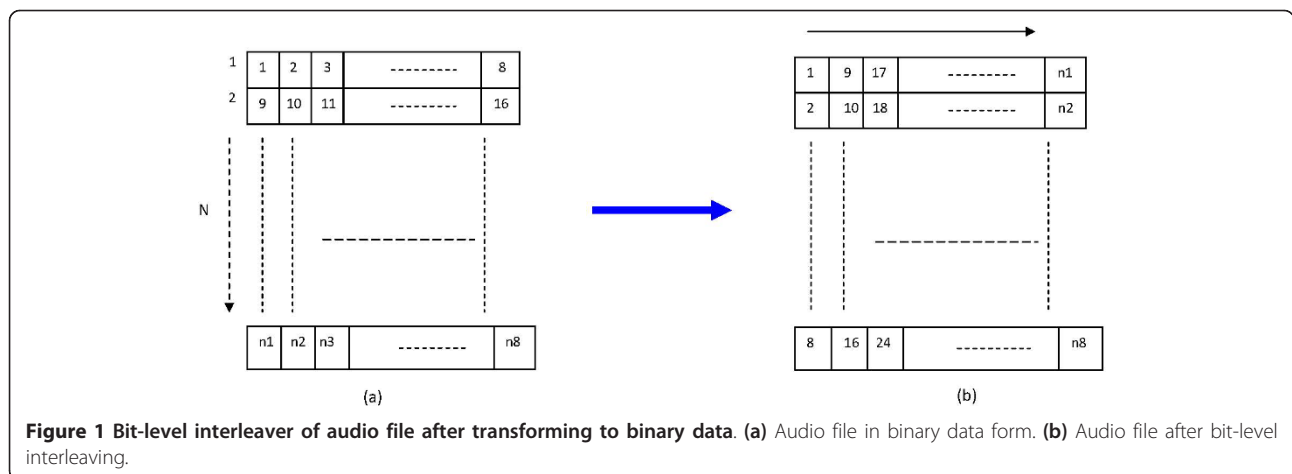 1 1 2 3 --------- 8
2 9 10 11 --------- 16
N
n1 n2 n3 --------- n8
(a)
1 9 17 --------- n1
2 10 18 --------- n2
8 16 24 --------- n8
(b)
Figure 1 Bit-level interleaver of audio file after transforming to binary data. (a) Audio file in binary data form. (b) Audio file after bit-level
interleaving.